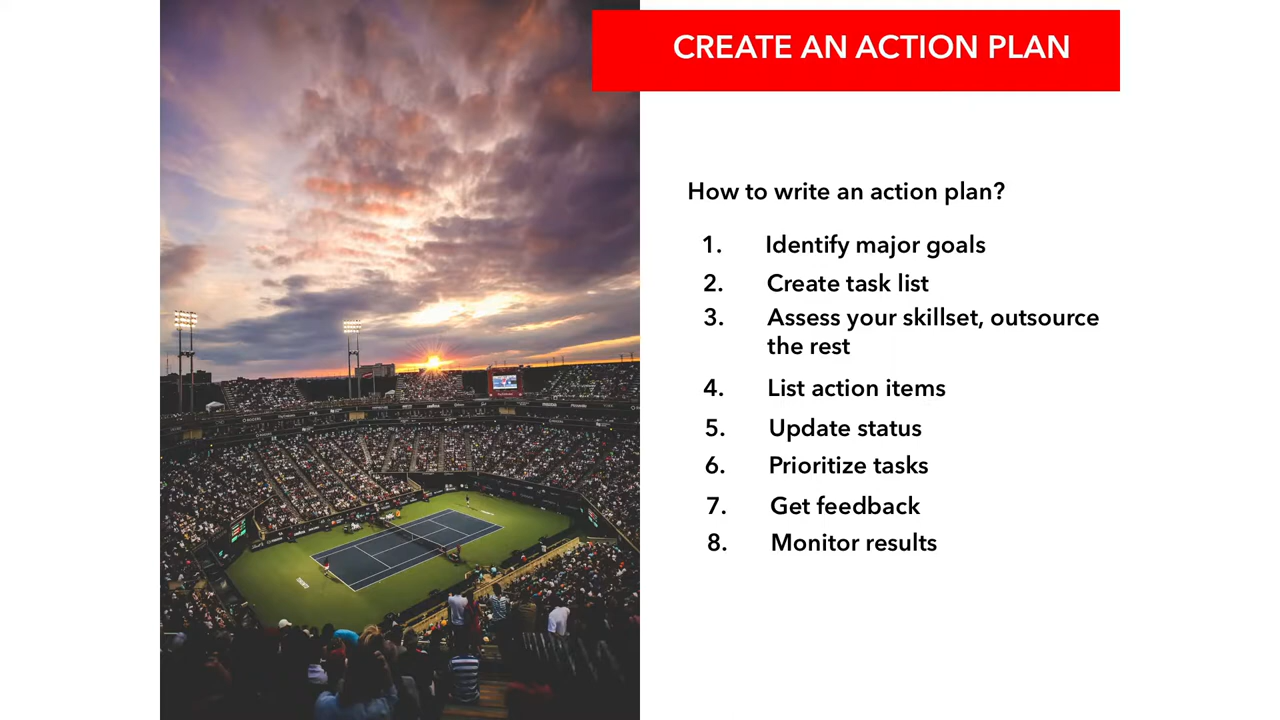 CREATE AN ACTION PLAN
How to write an action plan?
1. Identify major goals
2. Create task list
3. Assess your skillset, outsource
the rest
4. List action items
5. Update status
6. Prioritize tasks
7. Get feedback
8. Monitor results